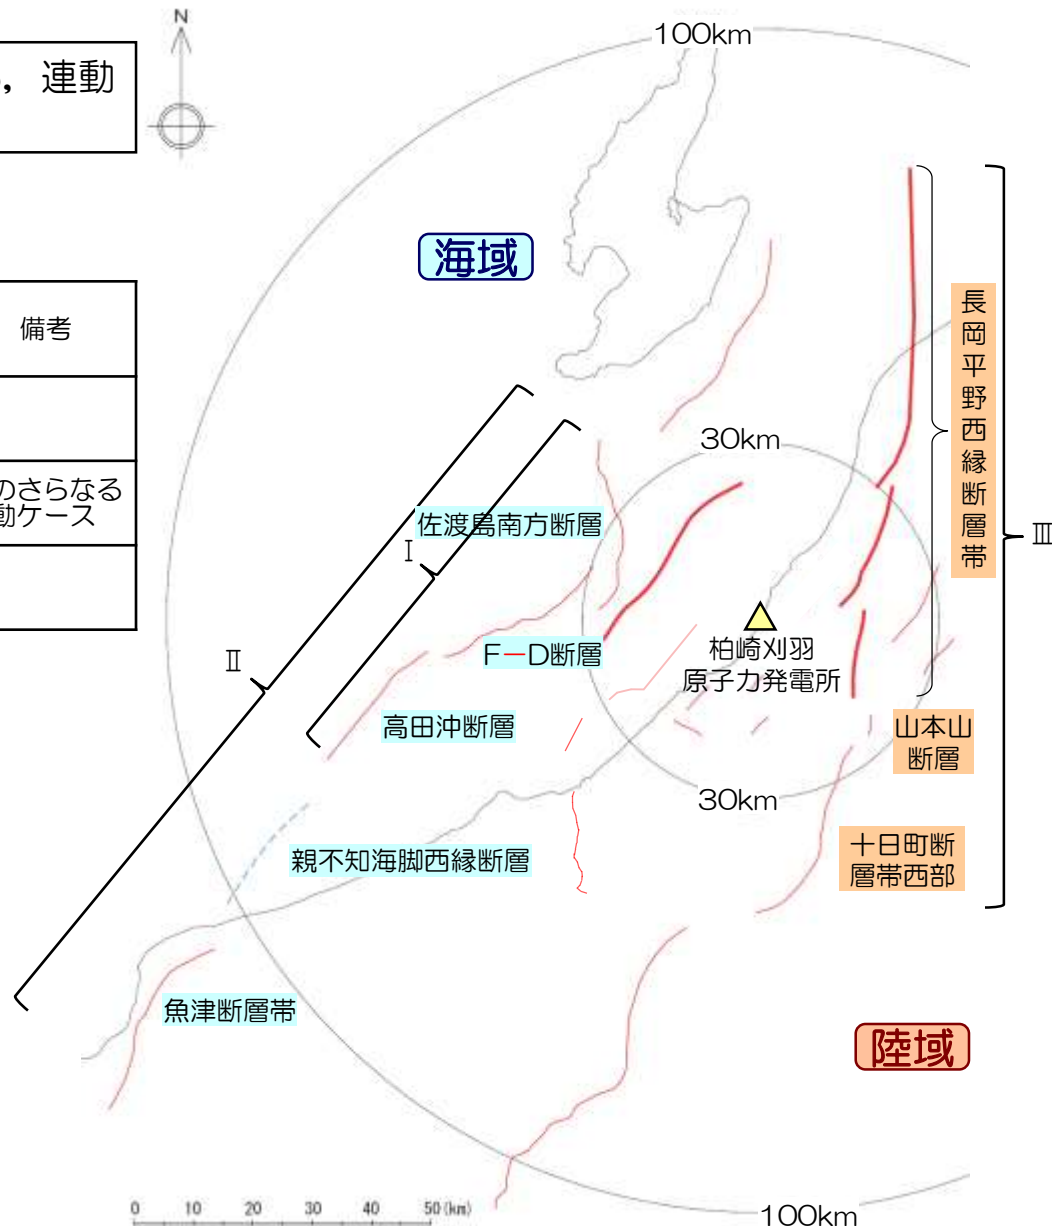 N
100km
，連動
海域
備考
長岡平野西縁断層帯
30km
のさらなる
動ケース
佐渡島南方断層
Ⅰ
Ⅲ
柏崎刈羽
原子力発電所
F－D断層
Ⅱ
高田沖断層
山本山
断層
30km
親不知海脚西縁断層
十日町断
層帯西部
魚津断層帯
陸域
0 10 20 30 40 50(km)
100km